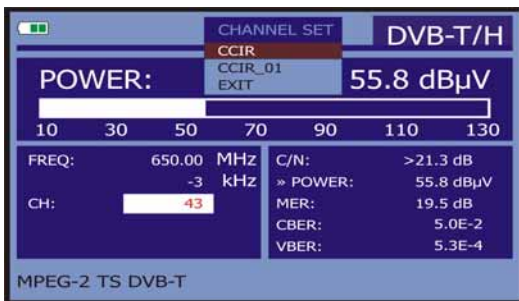 CHANNEL SET
DVB-T/H
CCIR
CCIR_01
EXIT
POWER:
55.8 dBµV
10 30 50 70 90 110 130
FREQ: 650.00 MHz
-3 kHz
CH: 43
C/N: >21.3 dB
» POWER: 55.8 dBµV
MER: 19.5 dB
CBER: 5.0E-2
VBER: 5.3E-4
MPEG-2 TS DVB-T